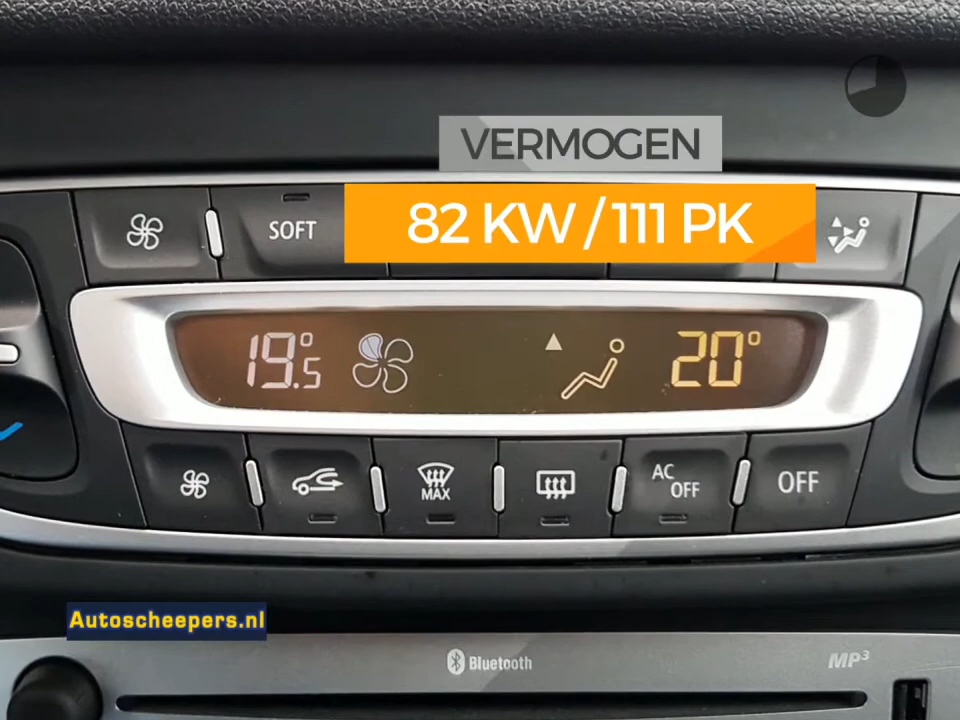 VERMOGEN
82 KW / 111 PK
SOFT
19.5° 20°
MAX
AC
OFF
OFF
Autoscheepers.nl
Bluetooth
MP3